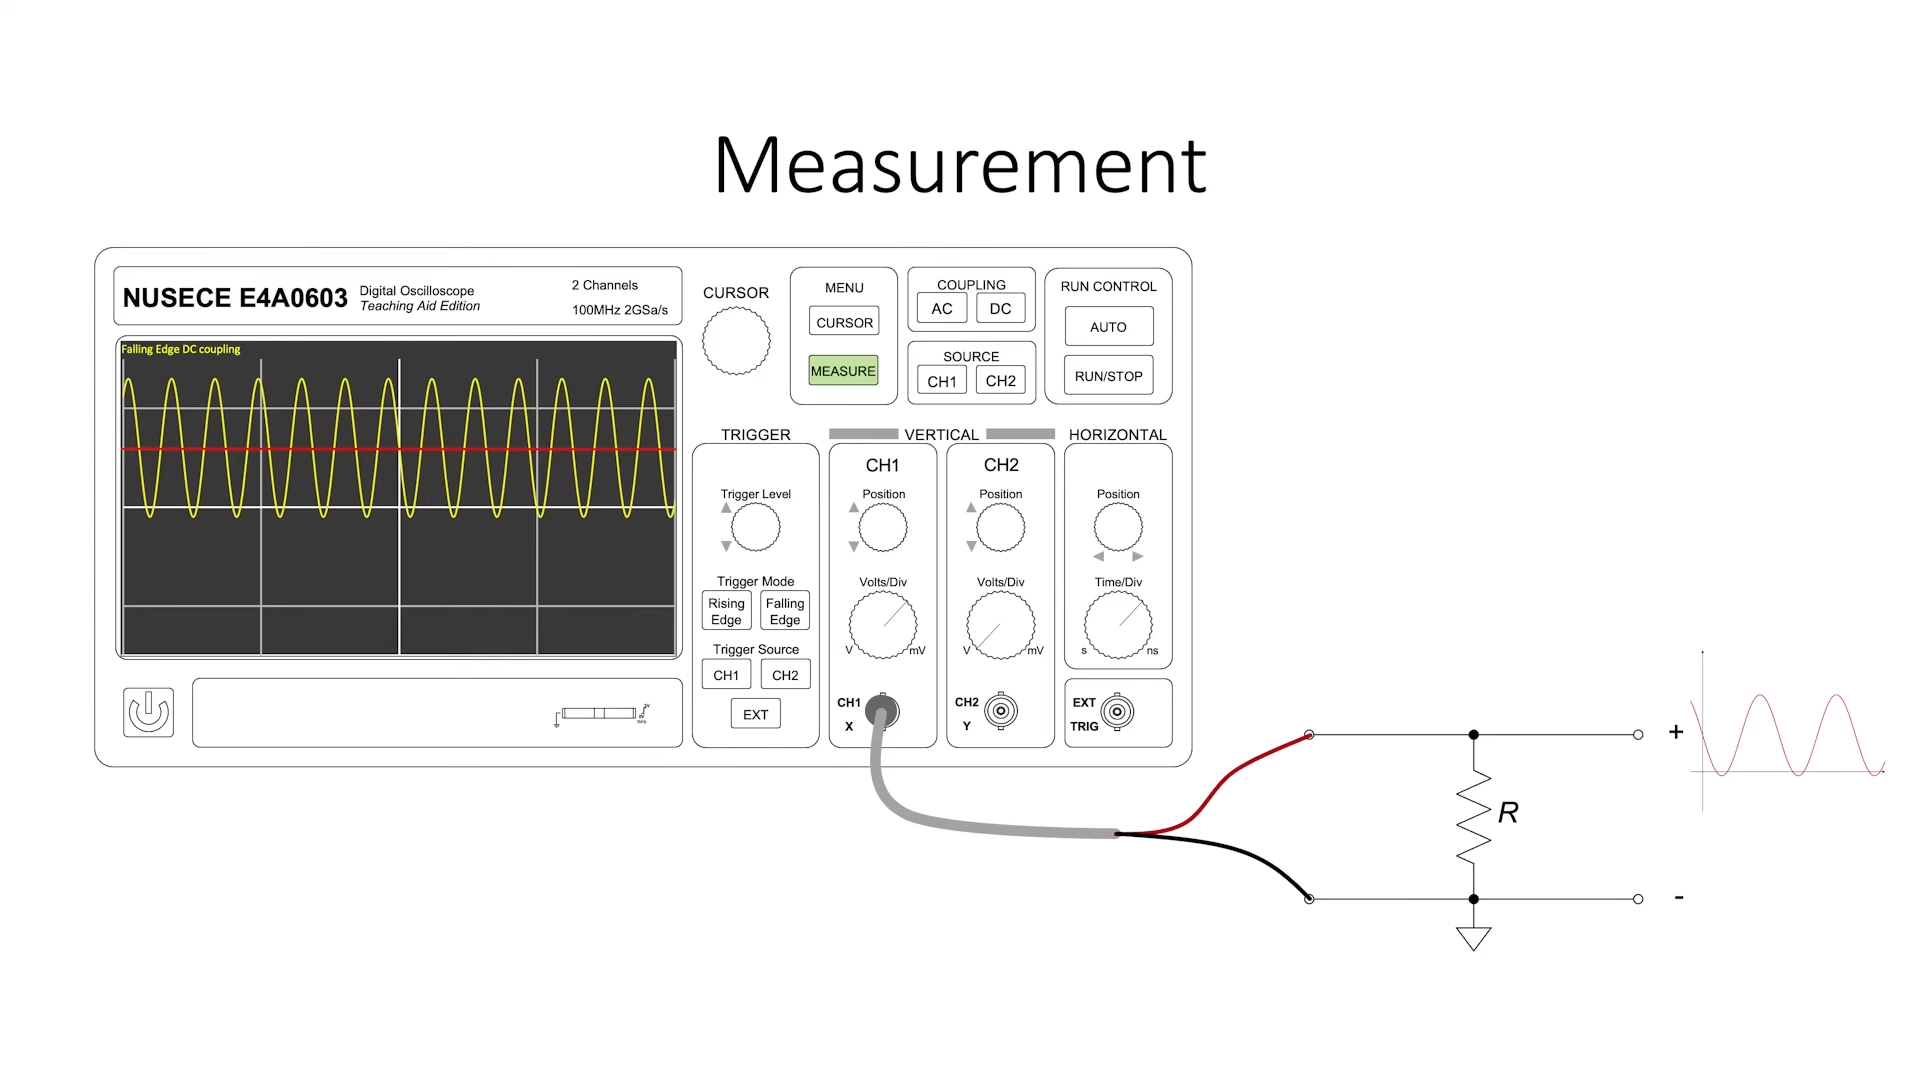 Measurement
NUSECE E4A0603
Digital Oscilloscope
Teaching Aid Edition
2 Channels
100MHz 2GSa/s
Falling Edge DC coupling
CURSOR
MENU
CURSOR
MEASURE
COUPLING
AC DC
SOURCE
CH1 CH2
RUN CONTROL
AUTO
RUN/STOP
TRIGGER
Trigger Level
Trigger Mode
Rising Edge
Falling Edge
Trigger Source
CH1 CH2
EXT
VERTICAL
CH1
Position
Volts/Div
V mV
CH1
X
CH2
Position
Volts/Div
V mV
CH2
Y
HORIZONTAL
Position
Time/Div
s ns
EXT
TRIG
+
R
-